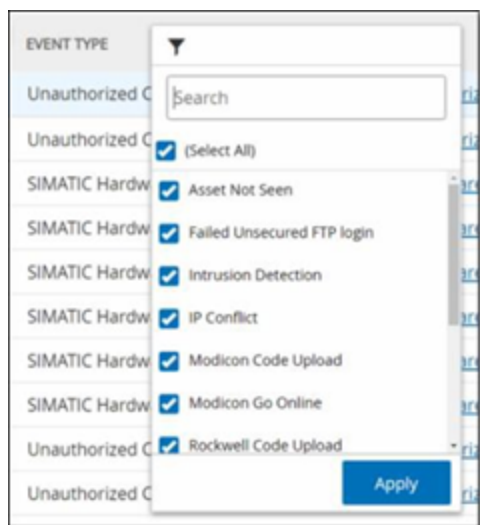 EVENT TYPE
Search
(Select All)
Asset Not Seen
Failed Unsecured FTP login
Intrusion Detection
IP Conflict
Modicon Code Upload
Modicon Go Online
Rockwell Code Upload
Apply
Unauthorized C
Unauthorized C
SIMATIC Hardw
SIMATIC Hardw
SIMATIC Hardw
SIMATIC Hardw
SIMATIC Hardw
SIMATIC Hardw
Unauthorized C
Unauthorized C